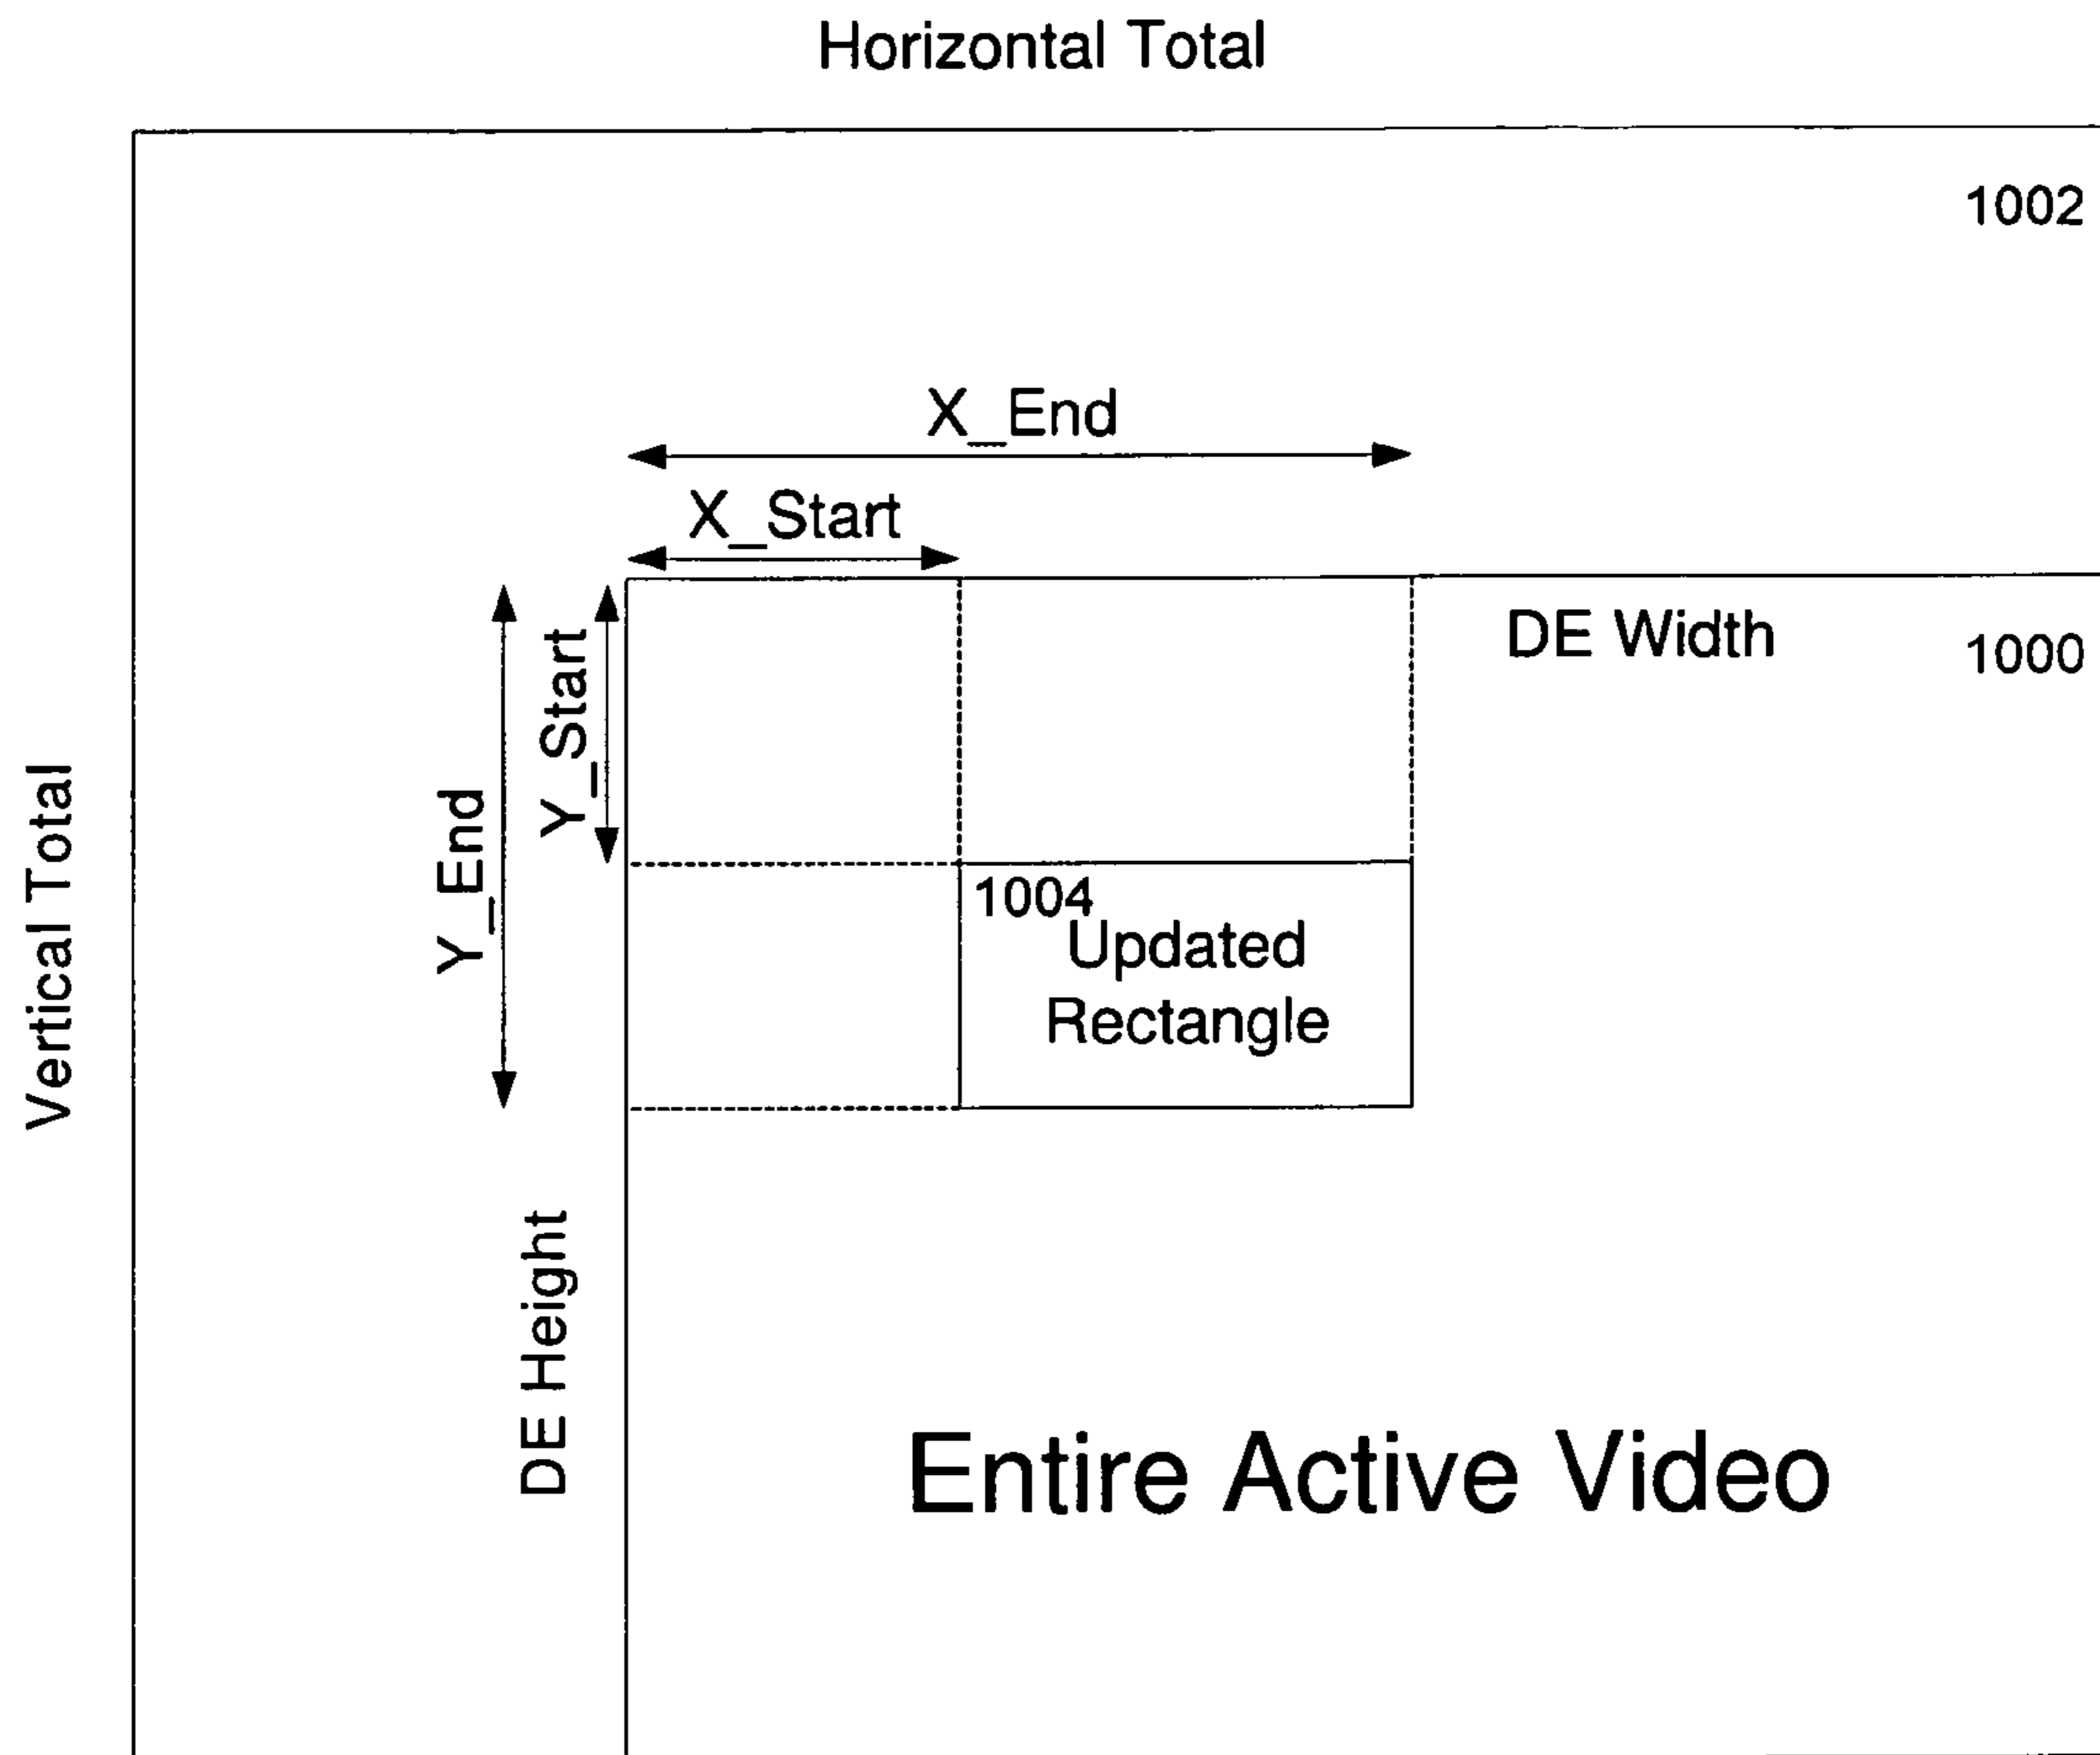 Horizontal Total
1002
X_End
X_Start
DE Width
1000
Y_Start
Y_End
Vertical Total
1004
Updated
Rectangle
DE Height
Entire Active Video